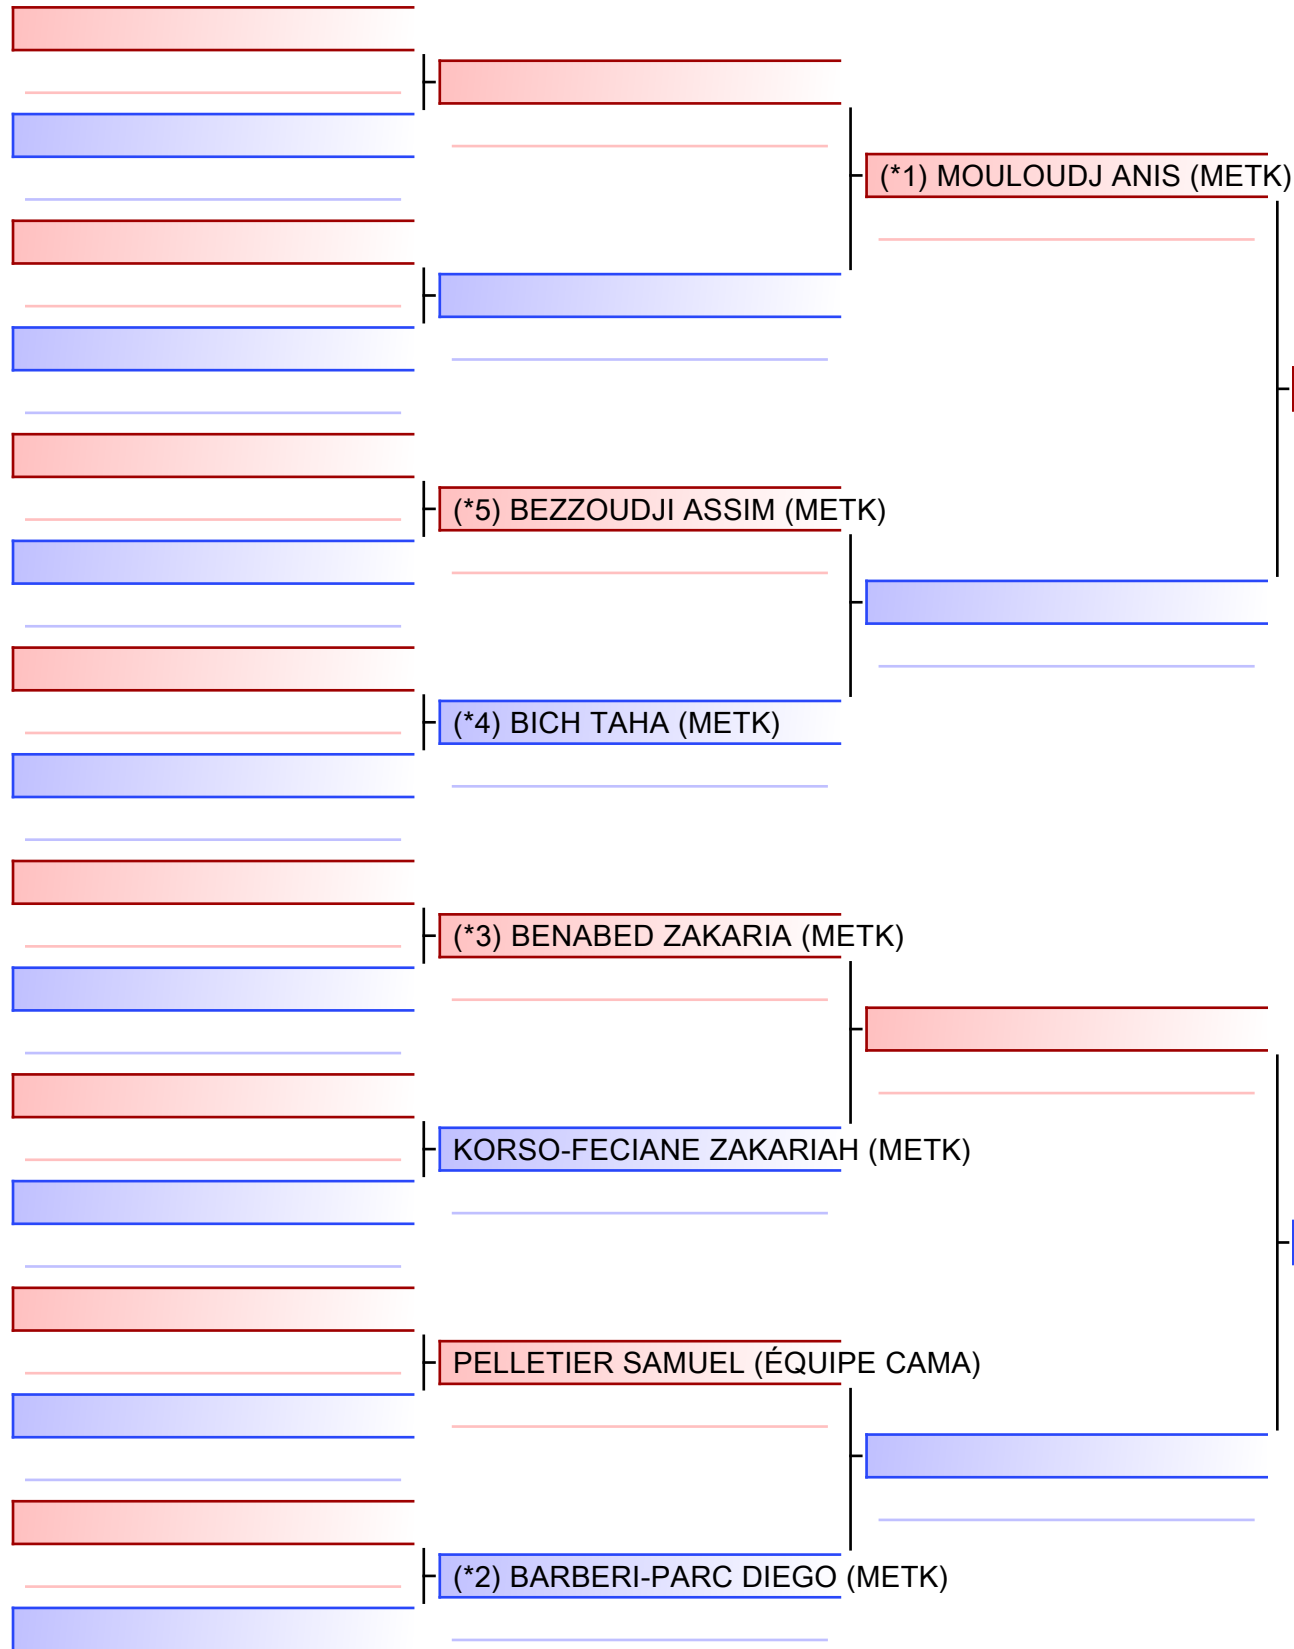 (*1) MOULOUDJ ANIS (METK)
(*5) BEZZOUDJI ASSIM (METK)
(*4) BICH TAHA (METK)
(*3) BENABED ZAKARIA (METK)
KORSO-FECIANE ZAKARIAH (METK)
PELLETIER SAMUEL (ÉQUIPE CAMA)
(*2) BARBERI-PARC DIEGO (METK)